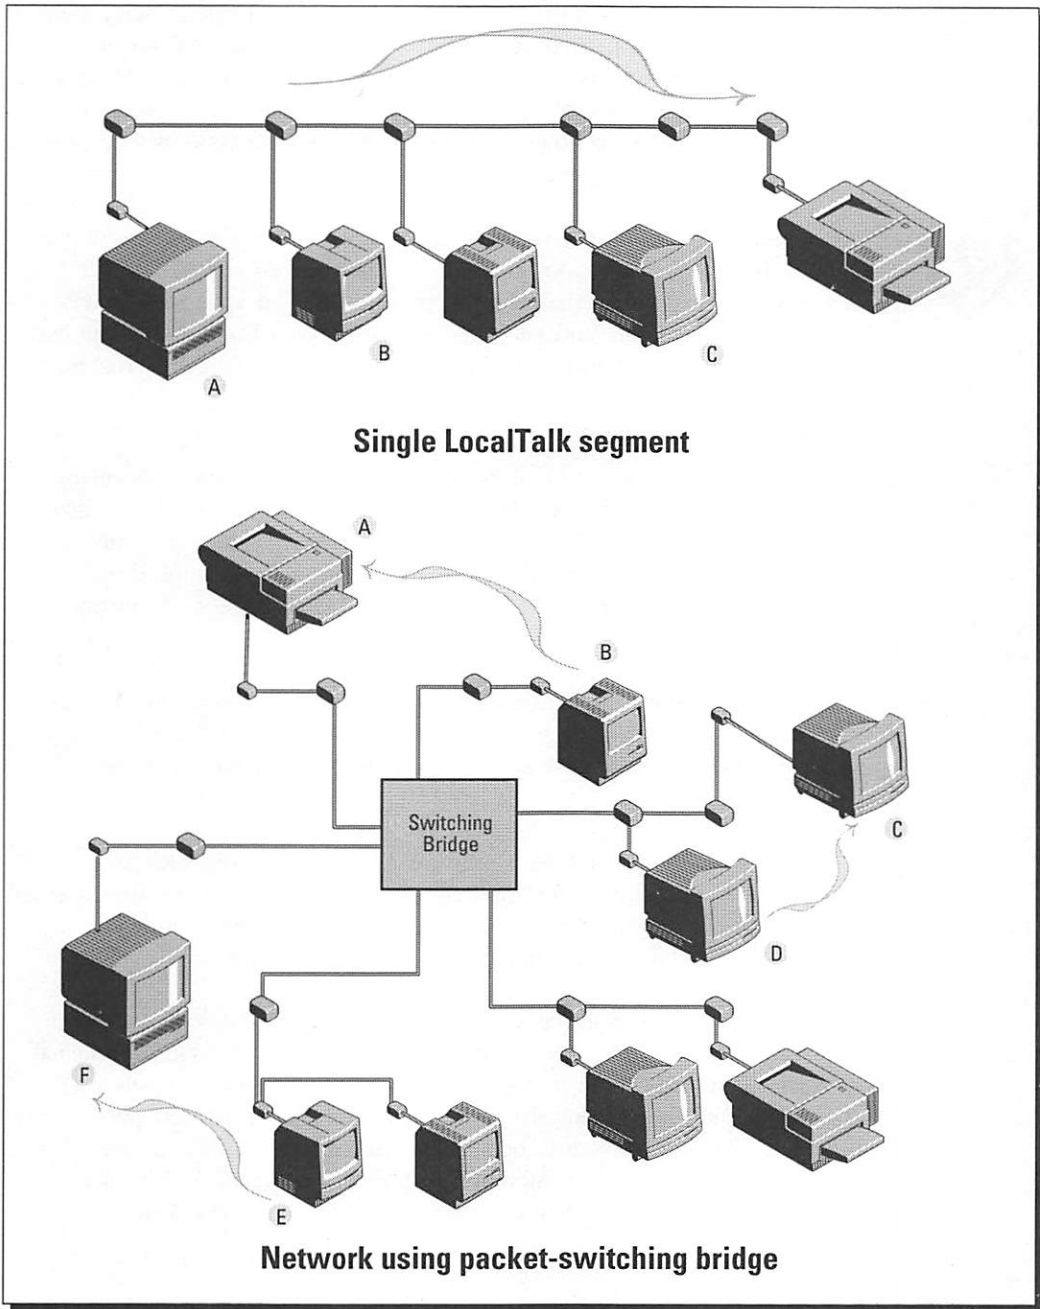 A
B
C
Single LocalTalk segment
A
B
C
Switching
Bridge
D
F
E
Network using packet-switching bridge